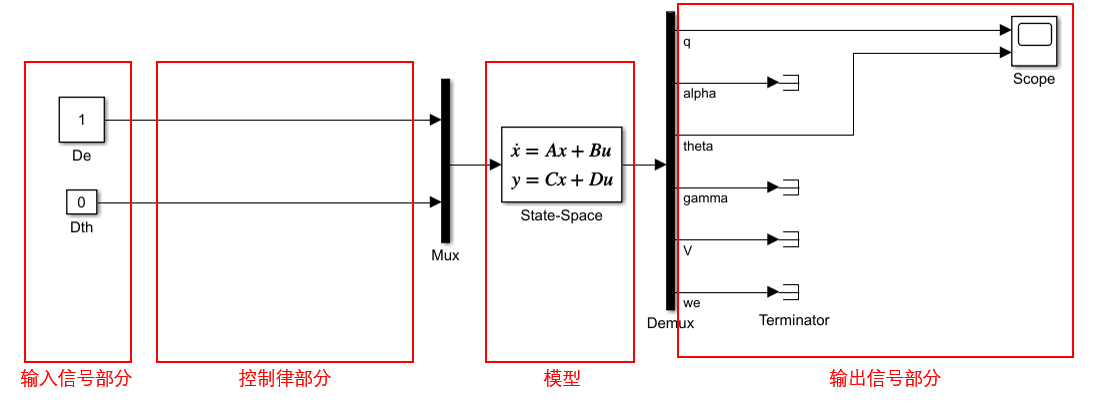 1
De
0
Dth
Mux
ẋ = Ax + Bu
y = Cx + Du
State-Space
Demux
q
alpha
theta
gamma
V
we
Terminator
Scope
输入信号部分
控制律部分
模型
输出信号部分